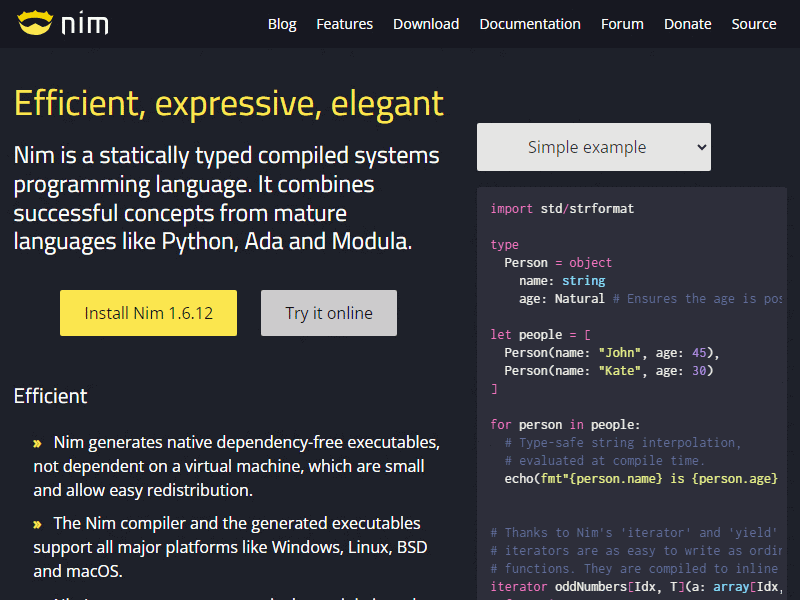 nim
Blog
Features
Download
Documentation
Forum
Donate
Source
Efficient, expressive, elegant
Nim is a statically typed compiled systems
programming language. It combines
successful concepts from mature
languages like Python, Ada and Modula.
Install Nim 1.6.12
Try it online
Efficient
» Nim generates native dependency-free executables,
not dependent on a virtual machine, which are small
and allow easy redistribution.
» The Nim compiler and the generated executables
support all major platforms like Windows, Linux, BSD
and macOS.
Simple example
import std/strformat
type
Person = object
name: string
age: Natural # Ensures the age is pos
let people = [
Person(name: "John", age: 45),
Person(name: "Kate", age: 30)
]
for person in people:
# Type-safe string interpolation,
# evaluated at compile time.
echo(fmt"{person.name} is {person.age}
# Thanks to Nim's 'iterator' and 'yield'
# iterators are as easy to write as ordin
# functions. They are compiled to inline
iterator oddNumbers[Idx, T](a: array[Idx,